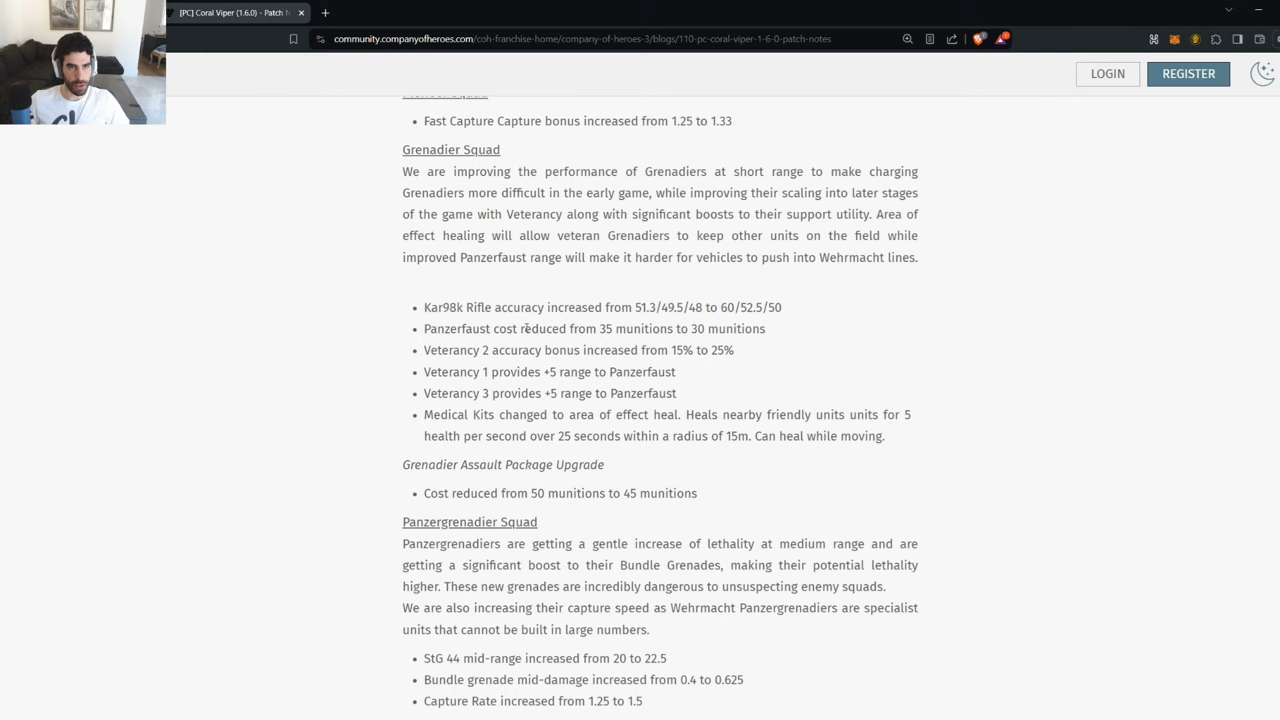 [PC] Coral Viper (1.6.0) - Patch N
community.companyofheroes.com/coh-franchise-home/company-of-heroes-3/blogs/110-pc-coral-viper-1-6-0-patch-notes
LOGIN
REGISTER
• Fast Capture Capture bonus increased from 1.25 to 1.33
Grenadier Squad
We are improving the performance of Grenadiers at short range to make charging
Grenadiers more difficult in the early game, while improving their scaling into later stages
of the game with Veterancy along with significant boosts to their support utility. Area of
effect healing will allow veteran Grenadiers to keep other units on the field while
improved Panzerfaust range will make it harder for vehicles to push into Wehrmacht lines.
• Kar98k Rifle accuracy increased from 51.3/49.5/48 to 60/52.5/50
• Panzerfaust cost reduced from 35 munitions to 30 munitions
• Veterancy 2 accuracy bonus increased from 15% to 25%
• Veterancy 1 provides +5 range to Panzerfaust
• Veterancy 3 provides +5 range to Panzerfaust
• Medical Kits changed to area of effect heal. Heals nearby friendly units units for 5
health per second over 25 seconds within a radius of 15m. Can heal while moving.
Grenadier Assault Package Upgrade
• Cost reduced from 50 munitions to 45 munitions
Panzergrenadier Squad
Panzergrenadiers are getting a gentle increase of lethality at medium range and are
getting a significant boost to their Bundle Grenades, making their potential lethality
higher. These new grenades are incredibly dangerous to unsuspecting enemy squads.
We are also increasing their capture speed as Wehrmacht Panzergrenadiers are specialist
units that cannot be built in large numbers.
• StG 44 mid-range increased from 20 to 22.5
• Bundle grenade mid-damage increased from 0.4 to 0.625
• Capture Rate increased from 1.25 to 1.5